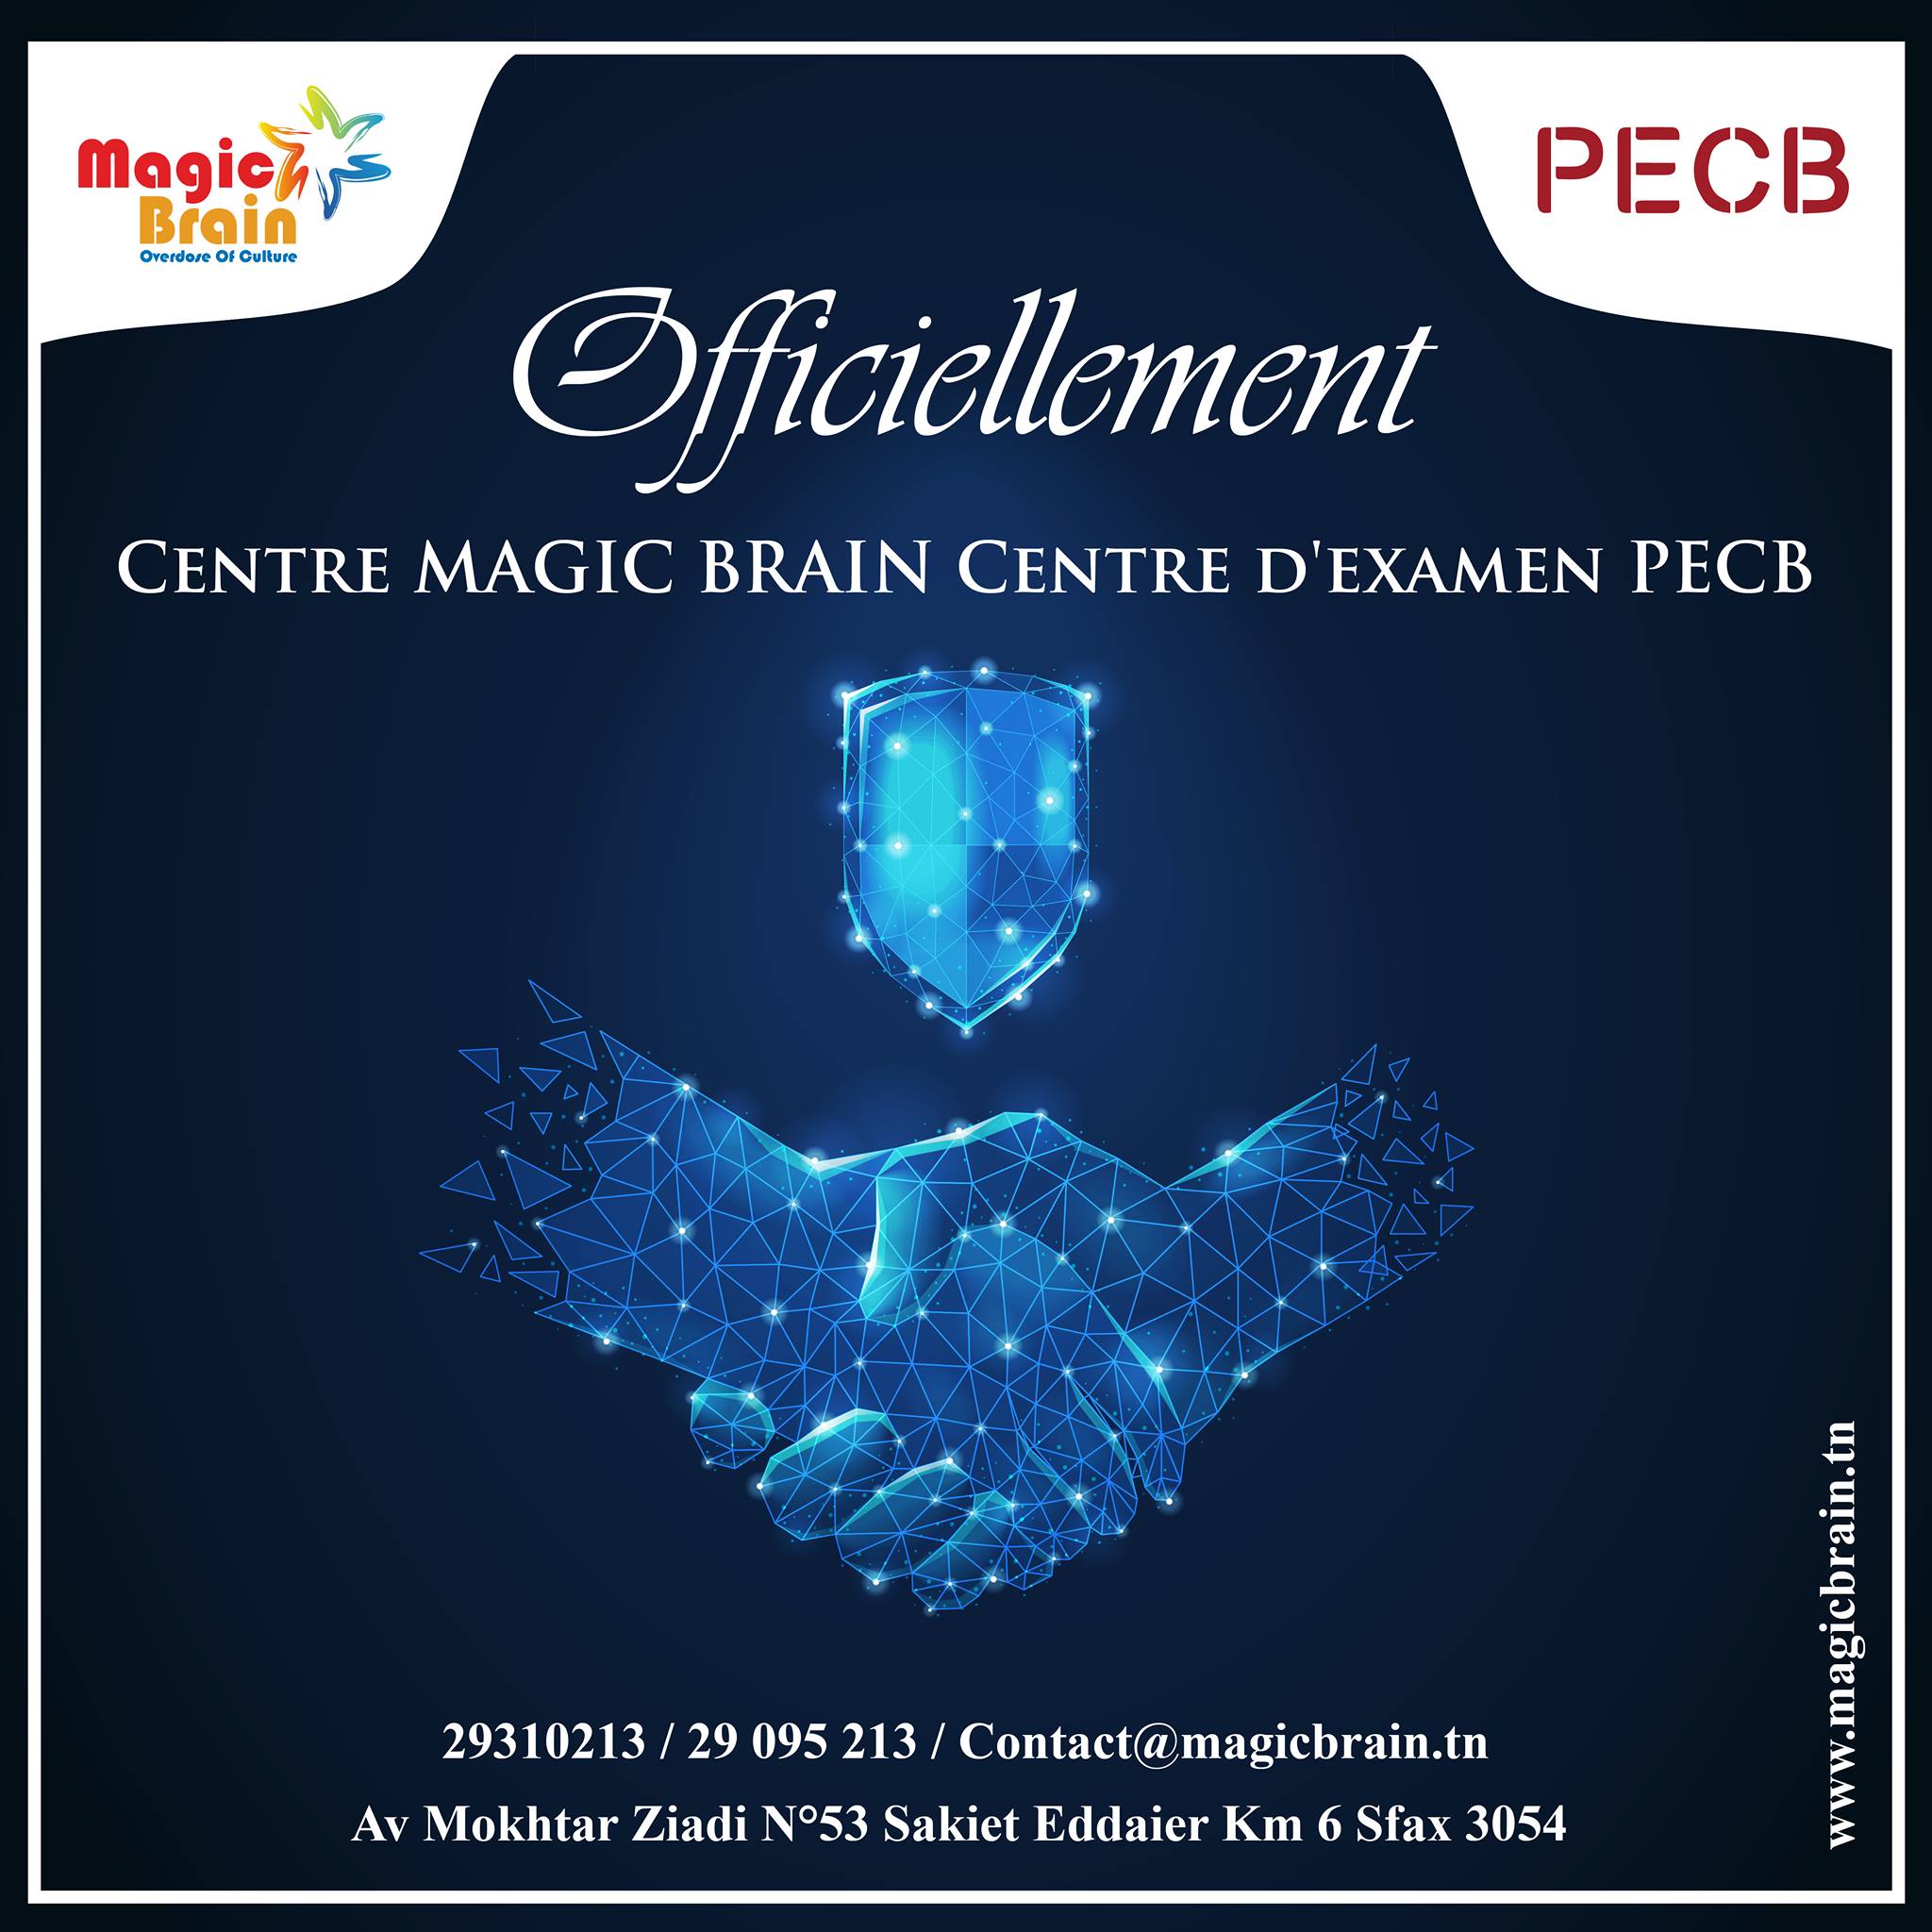 Magic
Brain
Overdose Of Culture
PECB
Officiellement
Centre MAGIC BRAIN Centre d'examen PECB
29310213 / 29 095 213 / Contact@magicbrain.tn
Av Mokhtar Ziadi N°53 Sakiet Eddaier Km 6 Sfax 3054
www.magicbrain.tn